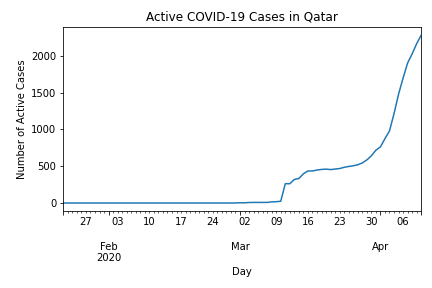 Active COVID-19 Cases in Qatar
Number of Active Cases
2000
1500
1000
500
0
27 03 10 17 24 02 09 16 23 30 06
Feb Mar Apr
2020
Day